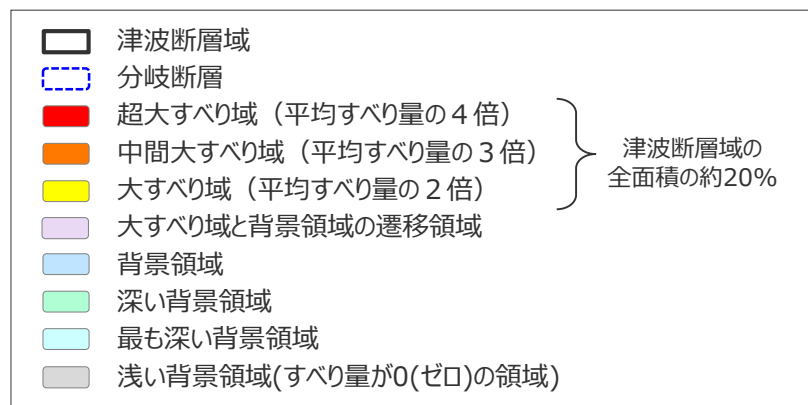 津波断層域
分岐断層
超大すべり域（平均すべり量の４倍）
中間大すべり域（平均すべり量の３倍）
大すべり域（平均すべり量の２倍）
津波断層域の
全面積の約20%
大すべり域と背景領域の遷移領域
背景領域
深い背景領域
最も深い背景領域
浅い背景領域(すべり量が0(ゼロ)の領域)